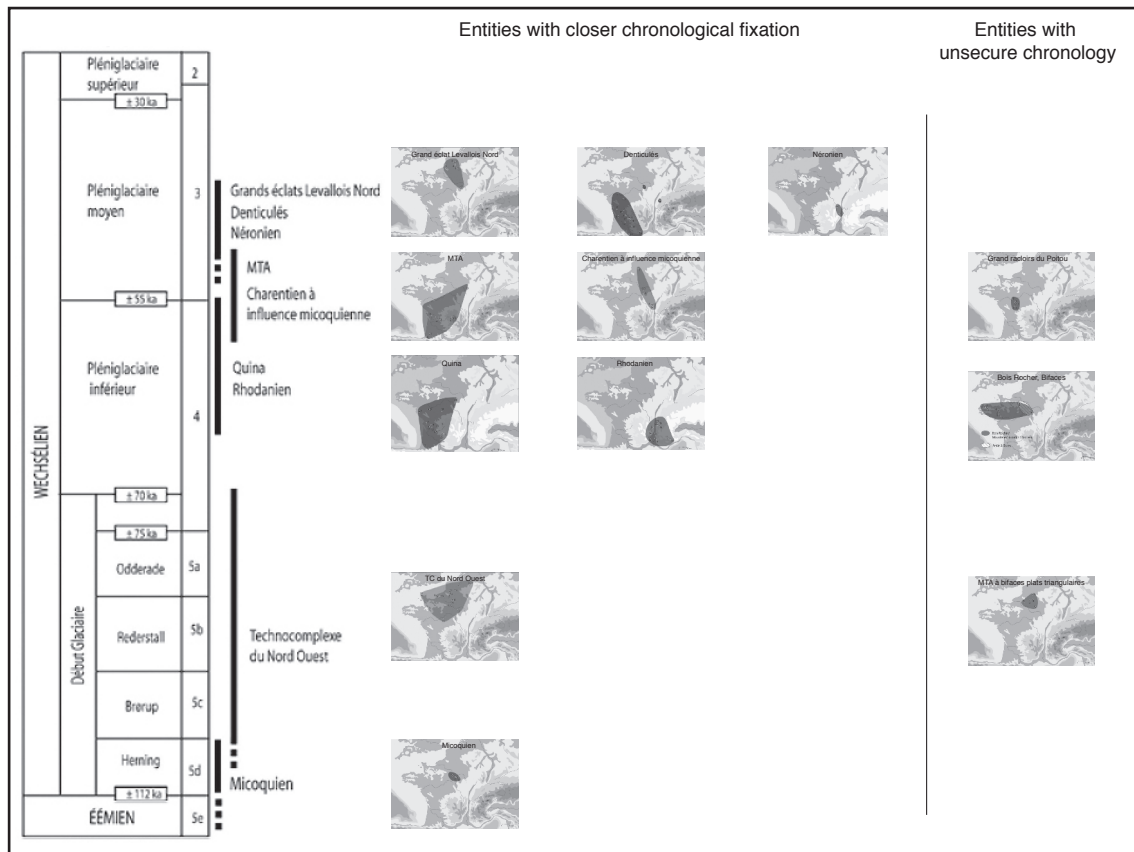 Entities with closer chronological fixation
Entities with
unsecure chronology
WECHSÉLIEN
Pléniglaciaire
supérieur
2
± 30 ka
Pléniglaciaire
moyen
3
Grands éclats Levallois Nord
Denticulés
Néronien
MTA
Charentien à
influence micoquienne
± 55 ka
Pléniglaciaire
inférieur
4
Quina
Rhodanien
± 70 ka
Début Glaciaire
± 75 ka
Odderade
5a
Rederstall
5b
Technocomplexe
du Nord Ouest
Brørup
5c
Herning
5d
Micoquien
± 112 ka
ÉÉMIEN
5e
Grand éclat Levallois Nord
Denticulés
Néronien
MTA
Charentien à influence micoquienne
Grand racloirs du Poitou
Quina
Rhodanien
Bois Rocher, Bifaces
TC du Nord Ouest
MTA à bifaces plats triangulaires
Micoquien